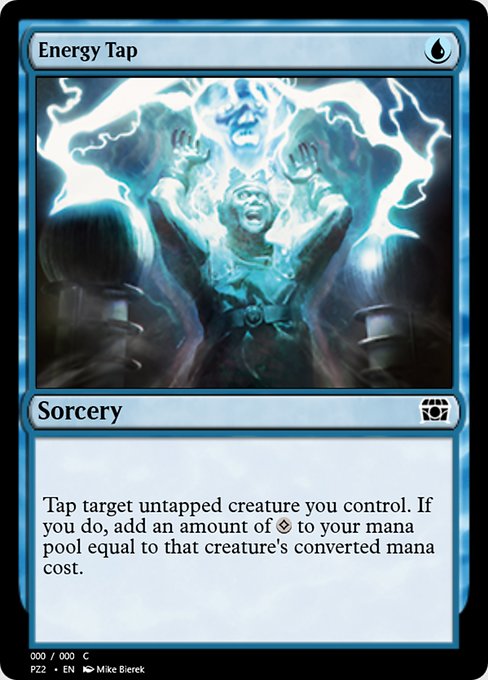 Energy Tap
Sorcery
Tap target untapped creature you control. If
you do, add an amount of to your mana
pool equal to that creature's converted mana
cost.
000 / 000 C
PZ2 • EN Mike Bierek